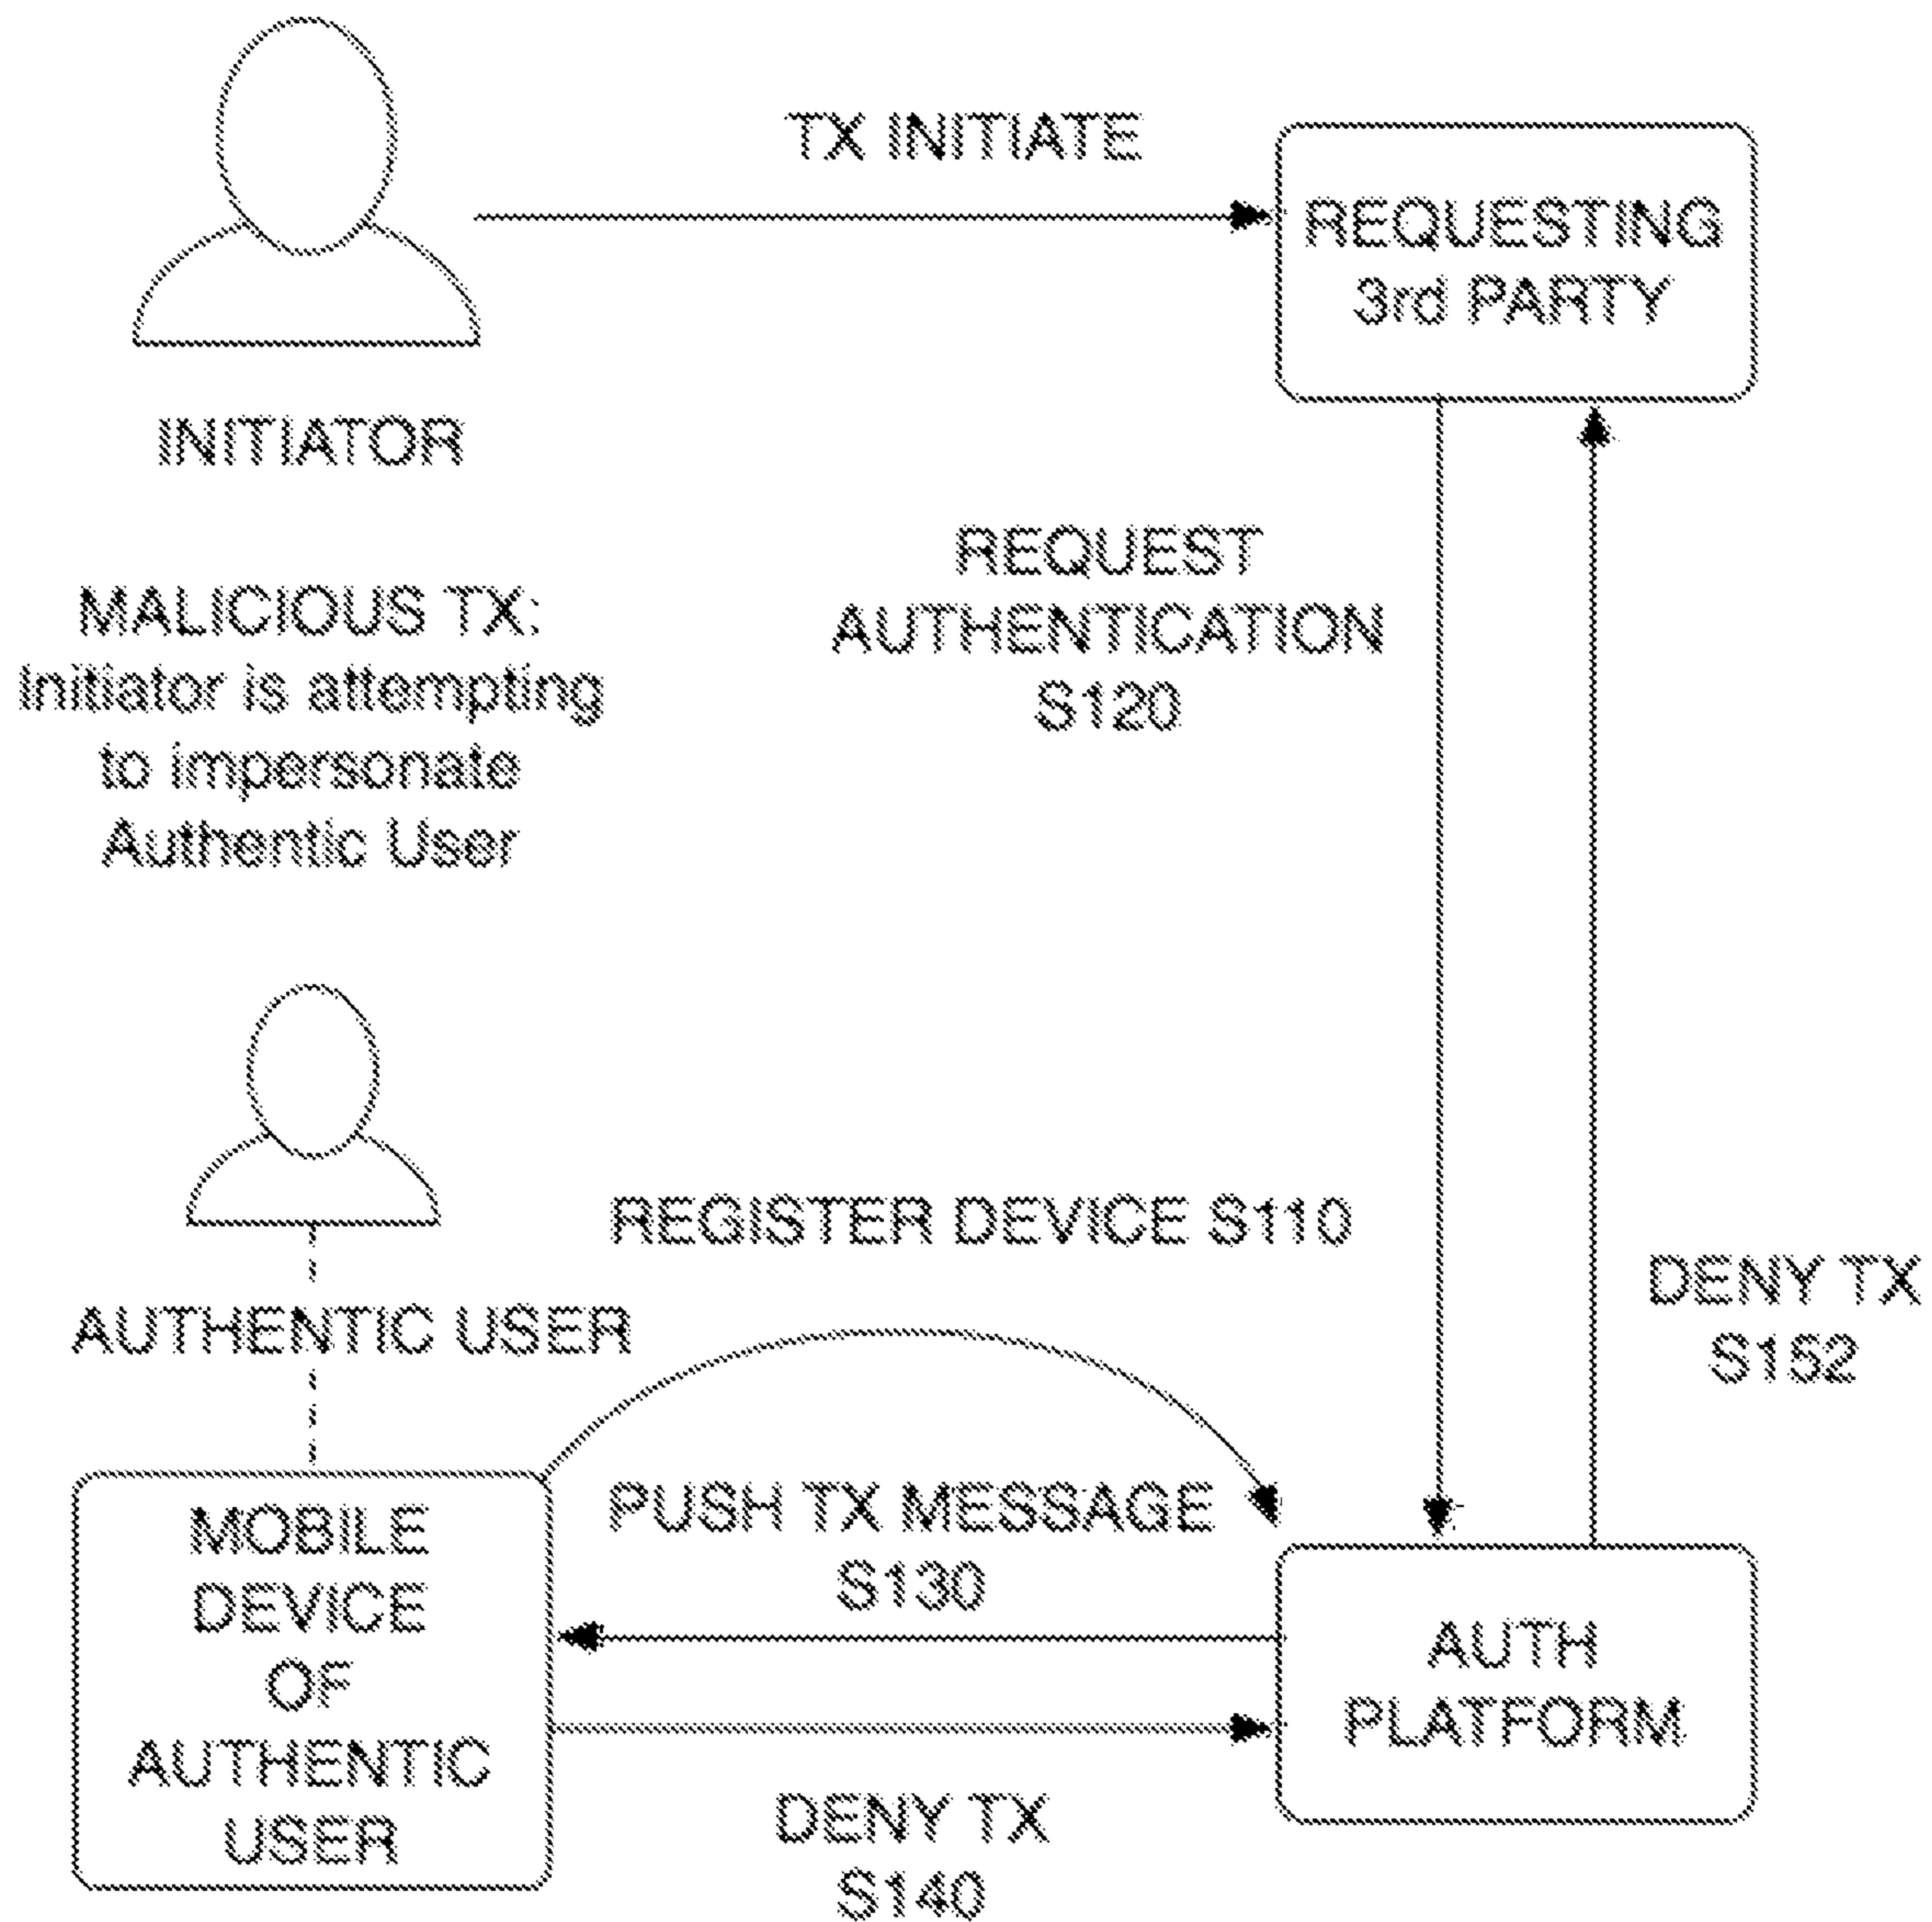 TX INITIATE
REQUESTING
3rd PARTY
INITIATOR
MALICIOUS TX:
Initiator is attempting
to impersonate
Authentic User
REQUEST
AUTHENTICATION
S120
REGISTER DEVICE S110
DENY TX
S152
AUTHENTIC USER
MOBILE
DEVICE
OF
AUTHENTIC
USER
PUSH TX MESSAGE
S130
AUTH
PLATFORM
DENY TX
S140